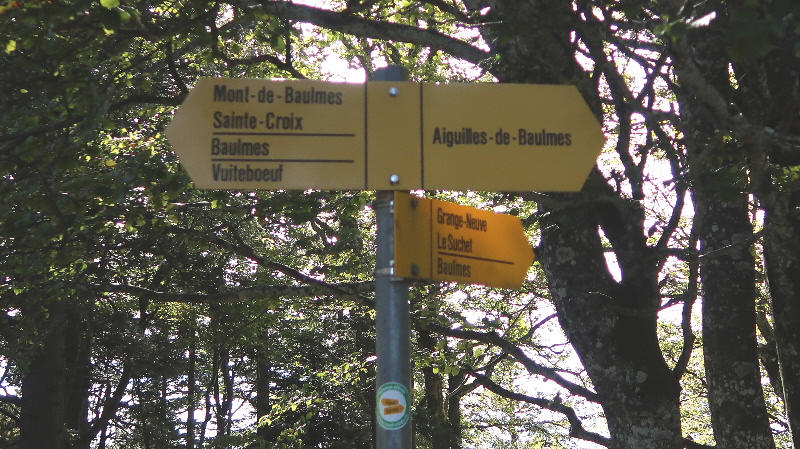 Mont-de-Baulmes
Sainte-Croix
Baulmes
Vuiteboeuf
Aiguilles-de-Baulmes
Grange-Neuve
Le Suchet
Baulmes